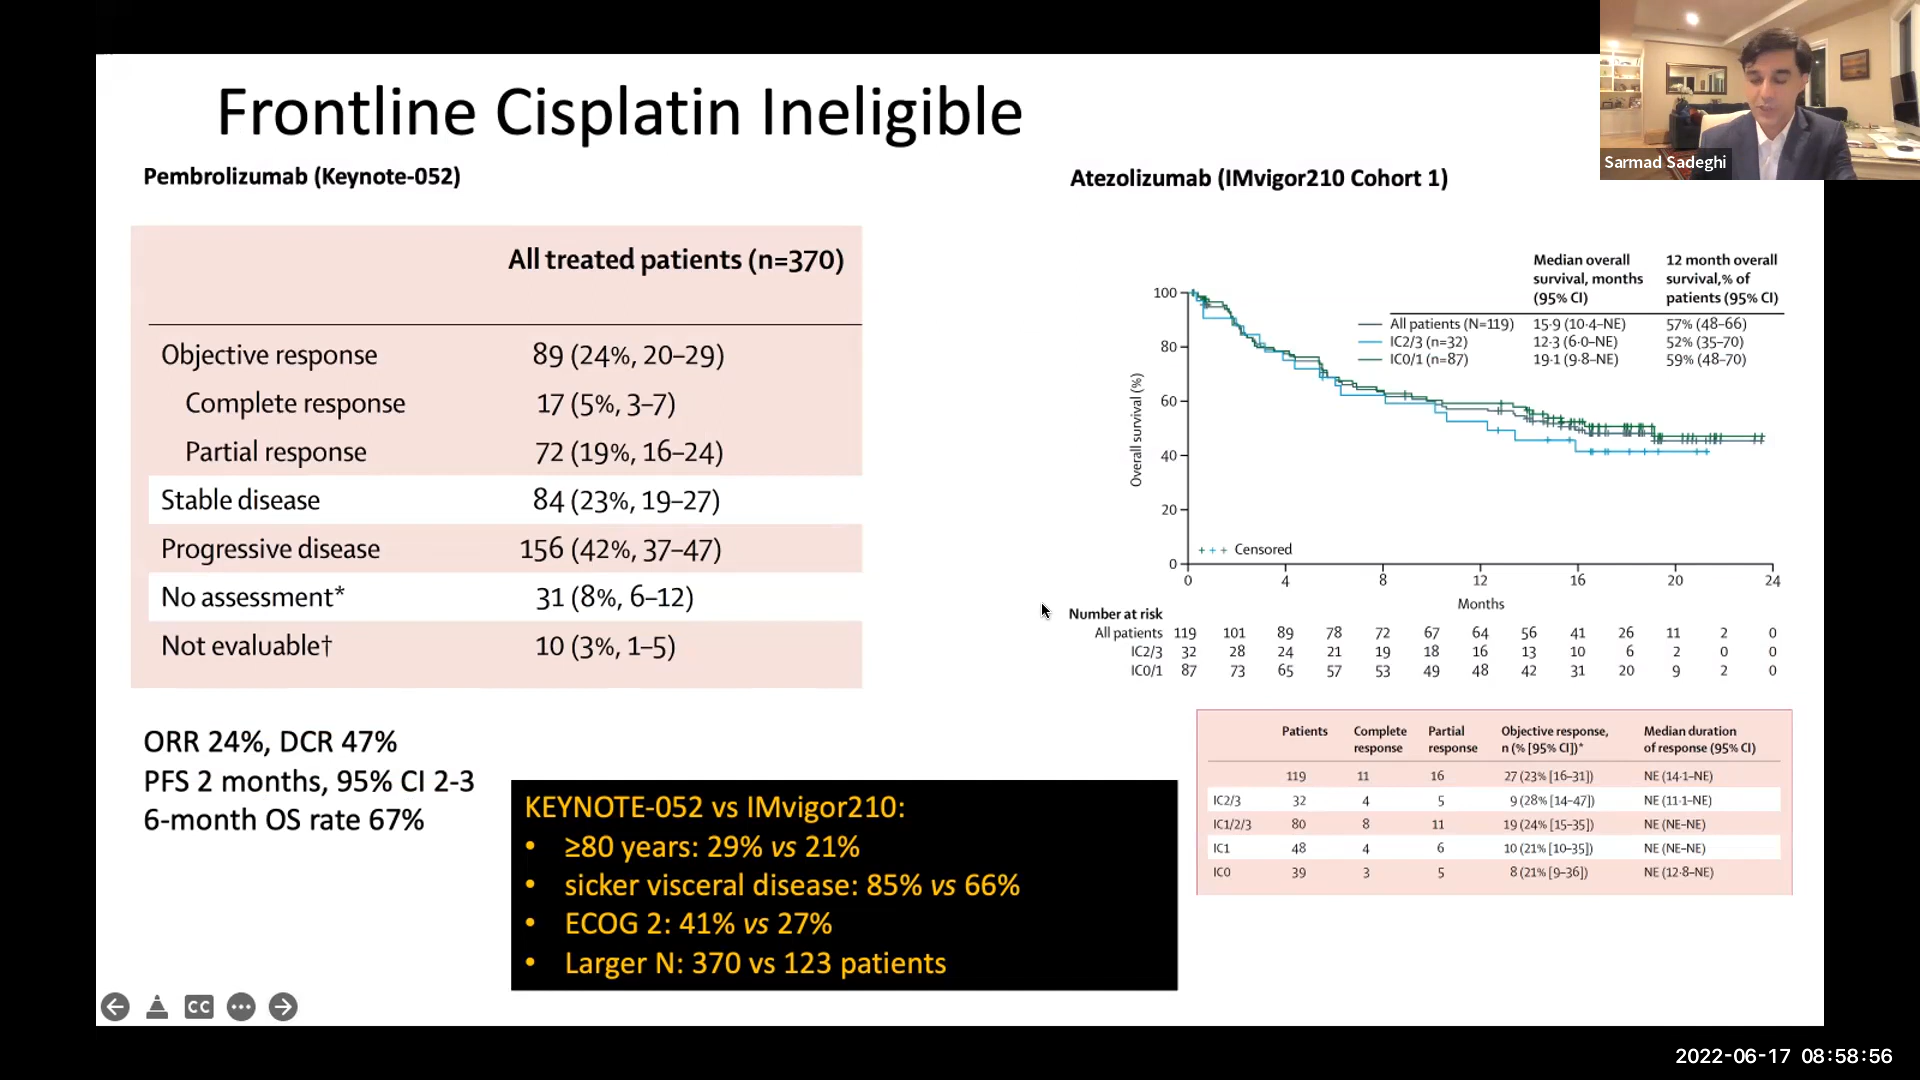 Frontline Cisplatin Ineligible
Sarmad Sadeghi
Pembrolizumab (Keynote-052)
All treated patients (n=370)
Objective response 89 (24%, 20–29)
Complete response 17 (5%, 3–7)
Partial response 72 (19%, 16–24)
Stable disease 84 (23%, 19–27)
Progressive disease 156 (42%, 37–47)
No assessment* 31 (8%, 6–12)
Not evaluable† 10 (3%, 1–5)
ORR 24%, DCR 47%
PFS 2 months, 95% CI 2-3
6-month OS rate 67%
Atezolizumab (IMvigor210 Cohort 1)
Median overall survival, months (95% CI)
12 month overall survival,% of patients (95% CI)
All patients (N=119) 15·9 (10·4–NE) 57% (48–66)
IC2/3 (n=32) 12·3 (6·0–NE) 52% (35–70)
IC0/1 (n=87) 19·1 (9·8–NE) 59% (48–70)
Overall survival (%)
100
80
60
40
20
0
+ + + Censored
0 4 8 12 16 20 24
Months
Number at risk
All patients 119 101 89 78 72 67 64 56 41 26 11 2 0
IC2/3 32 28 24 21 19 18 16 13 10 6 2 0 0
IC0/1 87 73 65 57 53 49 48 42 31 20 9 2 0
Patients Complete response Partial response Objective response, n (% [95% CI])* Median duration of response (95% CI)
119 11 16 27 (23% [16–31]) NE (14·1–NE)
IC2/3 32 4 5 9 (28% [14–47]) NE (11·1–NE)
IC1/2/3 80 8 11 19 (24% [15–35]) NE (NE–NE)
IC1 48 4 6 10 (21% [10–35]) NE (NE–NE)
IC0 39 3 5 8 (21% [9–36]) NE (12·8–NE)
KEYNOTE-052 vs IMvigor210:
• ≥80 years: 29% vs 21%
• sicker visceral disease: 85% vs 66%
• ECOG 2: 41% vs 27%
• Larger N: 370 vs 123 patients
CC
2022-06-17 08:58:56